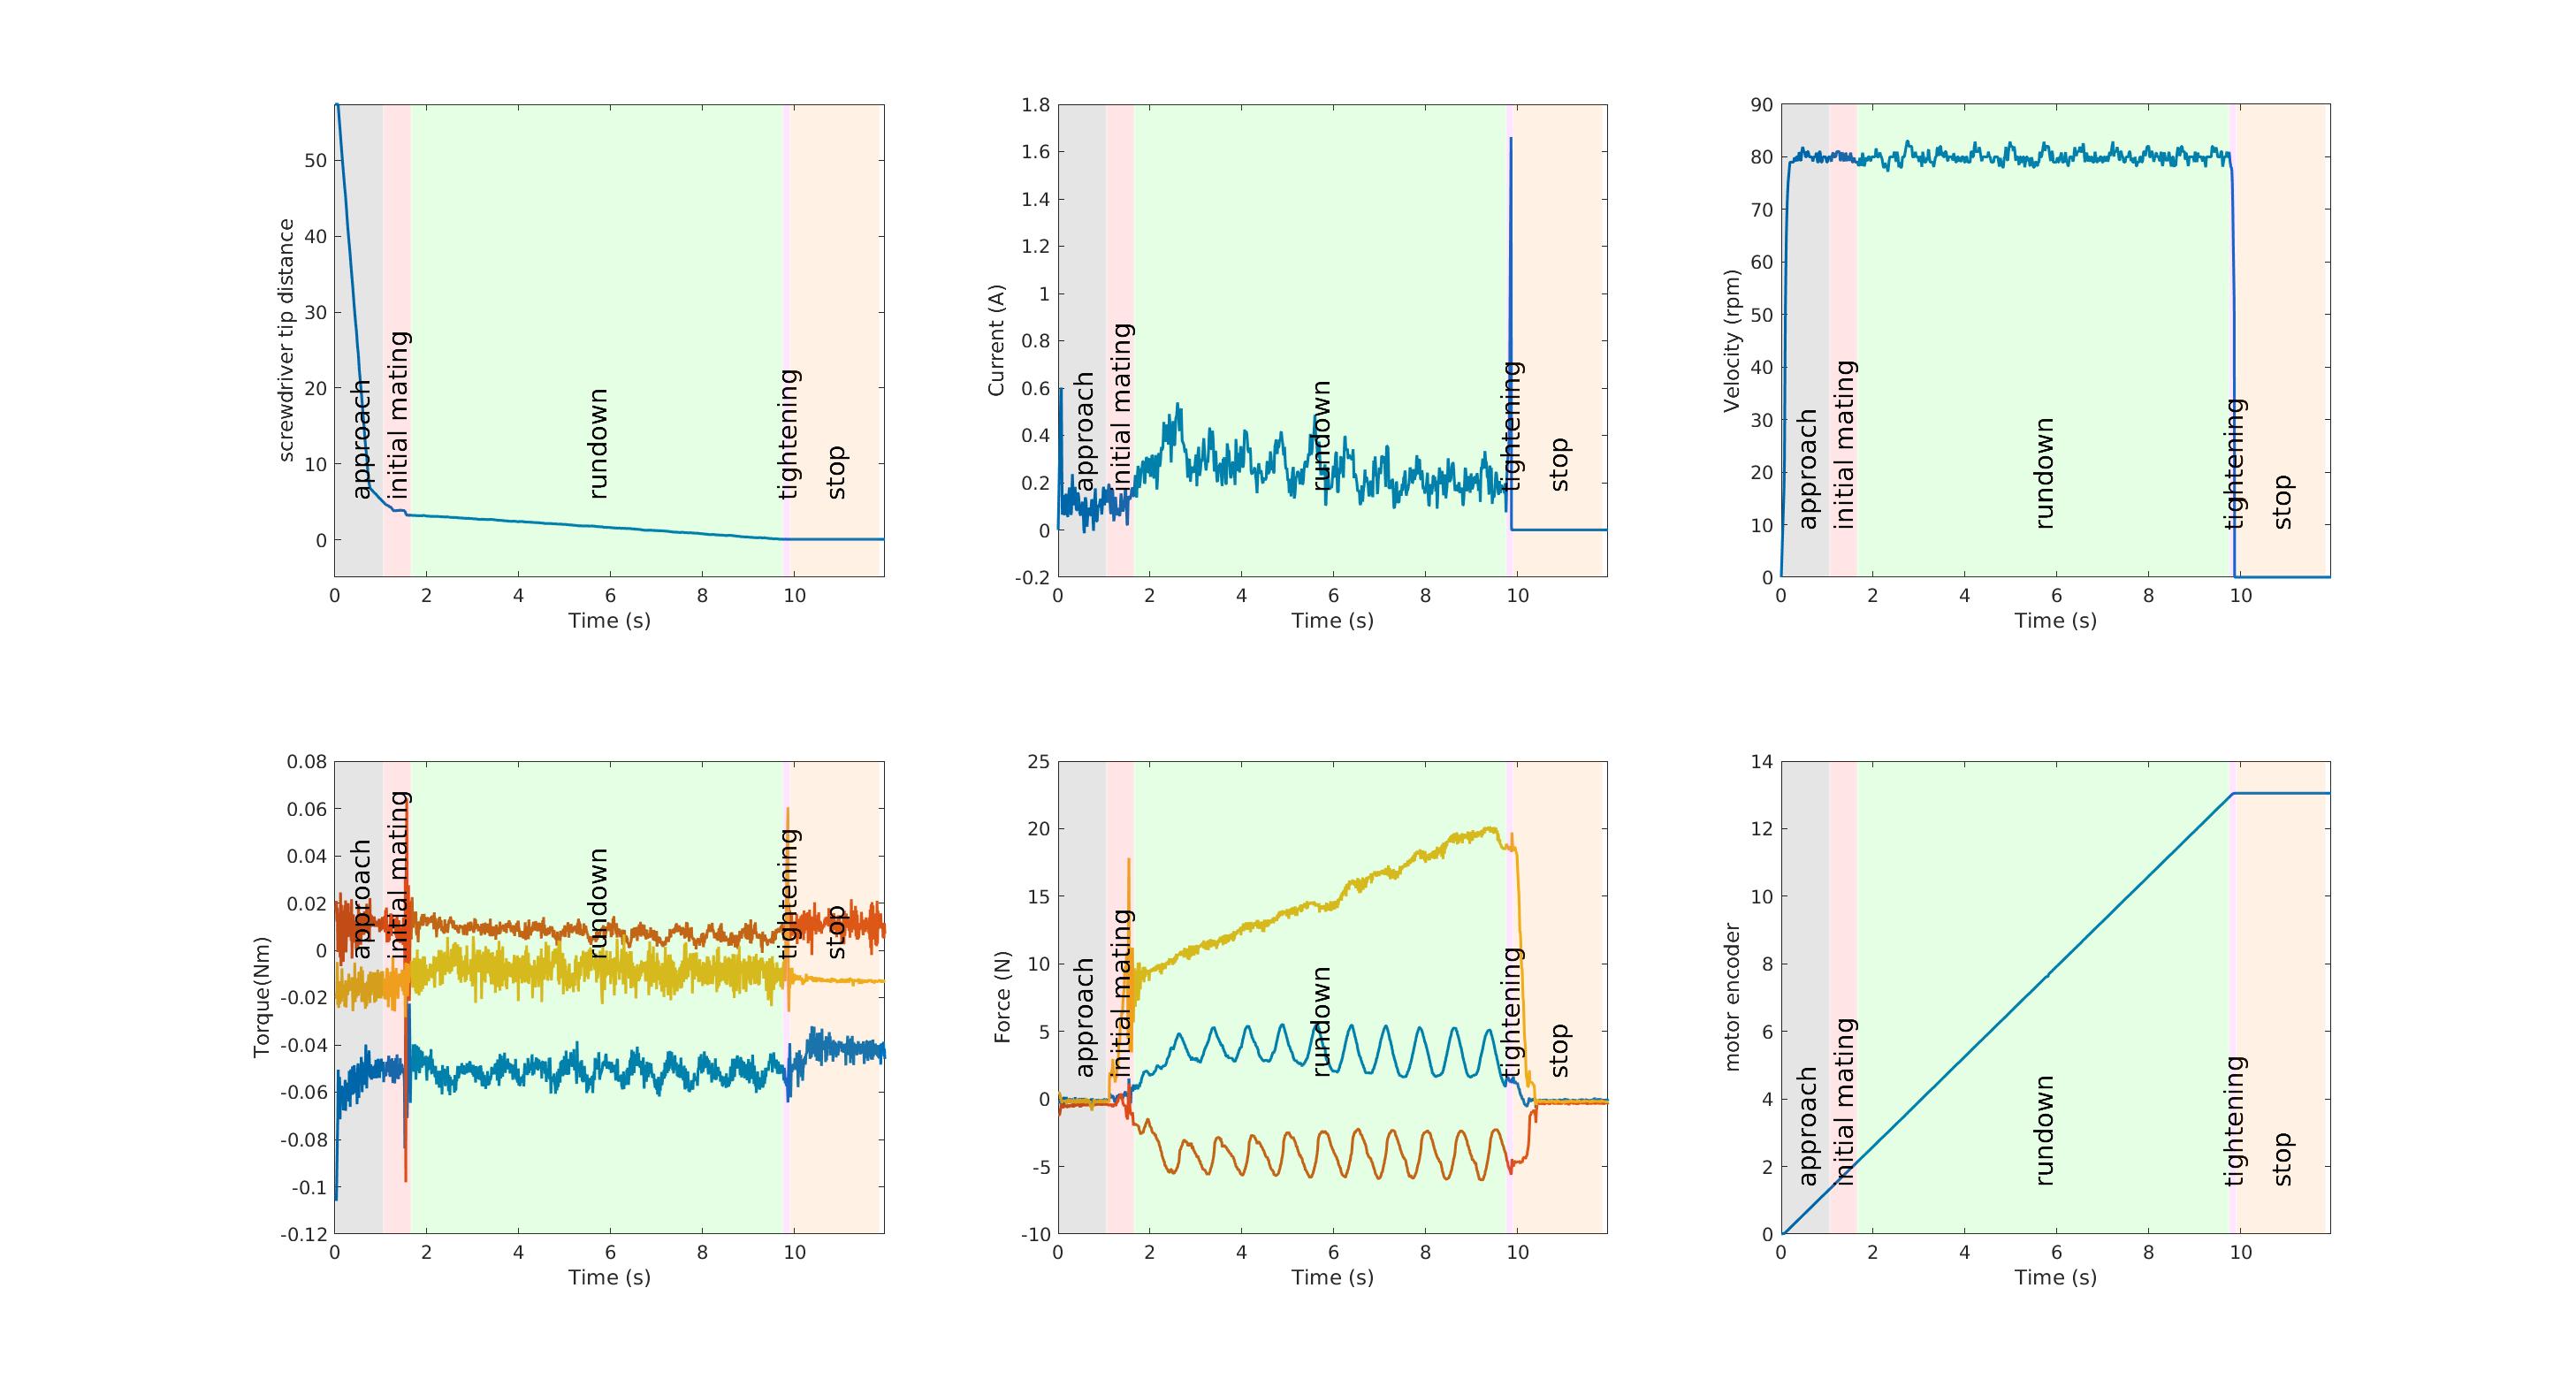 screwdriver tip distance
50
40
30
20
10
0
approach
initial mating
rundown
tightening
stop
0 2 4 6 8 10
Time (s)
Current (A)
1.8
1.6
1.4
1.2
1
0.8
0.6
0.4
0.2
0
-0.2
approach
initial mating
rundown
tightening
stop
0 2 4 6 8 10
Time (s)
Velocity (rpm)
90
80
70
60
50
40
30
20
10
0
approach
initial mating
rundown
tightening
stop
0 2 4 6 8 10
Time (s)
Torque(Nm)
0.08
0.06
0.04
0.02
0
-0.02
-0.04
-0.06
-0.08
-0.1
-0.12
approach
initial mating
rundown
tightening
stop
0 2 4 6 8 10
Time (s)
Force (N)
25
20
15
10
5
0
-5
-10
approach
initial mating
rundown
tightening
stop
0 2 4 6 8 10
Time (s)
motor encoder
14
12
10
8
6
4
2
0
approach
initial mating
rundown
tightening
stop
0 2 4 6 8 10
Time (s)